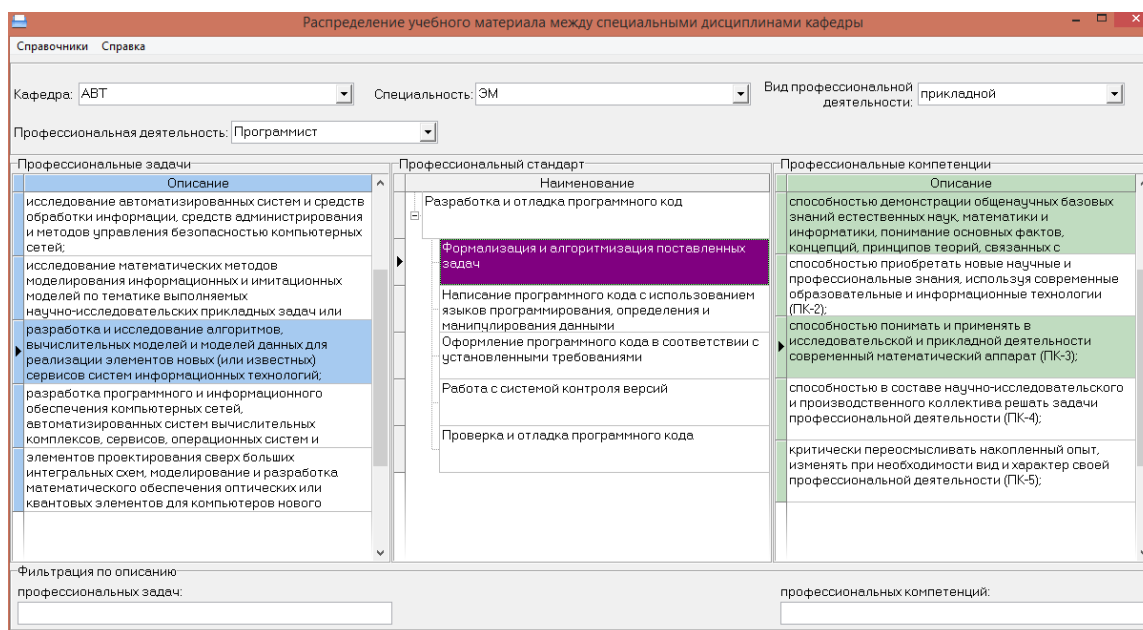 Распределение учебного материала между специальными дисциплинами кафедры
Справочники Справка
Кафедра: АВТ Специальность: ЭМ Вид профессиональной деятельности: прикладной
Профессиональная деятельность: Программист
Профессиональные задачи
Описание
исследование автоматизированных систем и средств
обработки информации, средств администрирования
и методов управления безопасностью компьютерных
сетей;
исследование математических методов
моделирования информационных и имитационных
моделей по тематике выполняемых
научно-исследовательских прикладных задач или
разработка и исследование алгоритмов,
вычислительных моделей и моделей данных для
реализации элементов новых (или известных)
сервисов систем информационных технологий;
разработка программного и информационного
обеспечения компьютерных сетей,
автоматизированных систем вычислительных
комплексов, сервисов, операционных систем и
элементов проектирования сверх больших
интегральных схем, моделирование и разработка
математического обеспечения оптических или
квантовых элементов для компьютеров нового
Профессиональный стандарт
Наименование
Разработка и отладка программного код
Формализация и алгоритмизация поставленных
задач
Написание программного кода с использованием
языков программирования, определения и
манипулирования данными
Оформление программного кода в соответствии с
установленными требованиями
Работа с системой контроля версий
Проверка и отладка программного кода
Профессиональные компетенции
Описание
способностью демонстрации общенаучных базовых
знаний естественных наук, математики и
информатики, понимание основных фактов,
концепций, принципов теорий, связанных с
способностью приобретать новые научные и
профессиональные знания, используя современные
образовательные и информационные технологии
(ПК-2);
способностью понимать и применять в
исследовательской и прикладной деятельности
современный математический аппарат (ПК-3);
способностью в составе научно-исследовательского
и производственного коллектива решать задачи
профессиональной деятельности (ПК-4);
критически переосмысливать накопленный опыт,
изменять при необходимости вид и характер своей
профессиональной деятельности (ПК-5);
Фильтрация по описанию
профессиональных задач:
профессиональных компетенций: